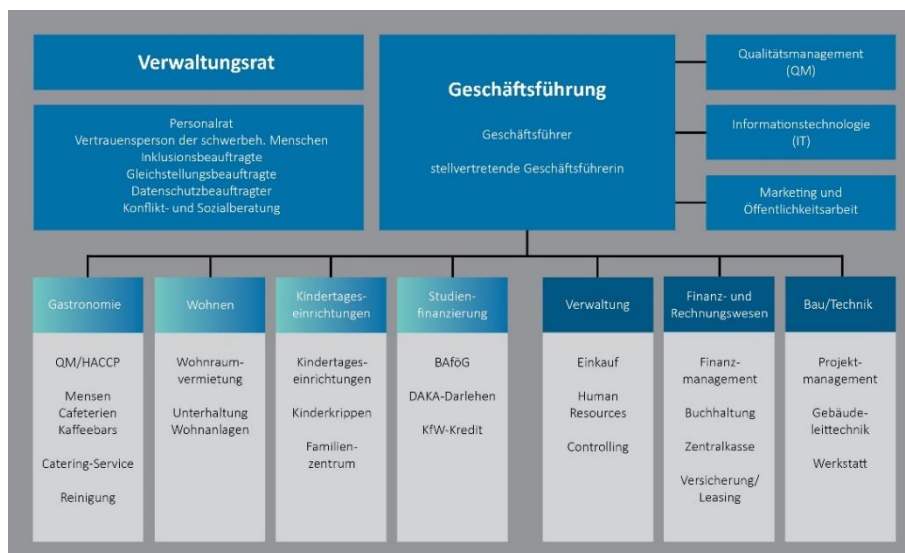 Verwaltungsrat
Personalrat
Vertrauensperson der schwerbeh. Menschen
Inklusionsbeauftragte
Gleichstellungsbeauftragte
Datenschutzbeauftragter
Konflikt- und Sozialberatung
Geschäftsführung
Geschäftsführer
stellvertretende Geschäftsführerin
Qualitätsmanagement
(QM)
Informationstechnologie
(IT)
Marketing und
Öffentlichkeitsarbeit
Gastronomie
QM/HACCP
Mensen
Cafeterien
Kaffeebars
Catering-Service
Reinigung
Wohnen
Wohnraum-
vermietung
Unterhaltung
Wohnanlagen
Kindertages-
einrichtungen
Kindertages-
einrichtungen
Kinderkrippen
Familien-
zentrum
Studien-
finanzierung
BAföG
DAKA-Darlehen
KfW-Kredit
Verwaltung
Einkauf
Human
Resources
Controlling
Finanz- und
Rechnungswesen
Finanz-
management
Buchhaltung
Zentralkasse
Versicherung/
Leasing
Bau/Technik
Projekt-
management
Gebäude-
leittechnik
Werkstatt